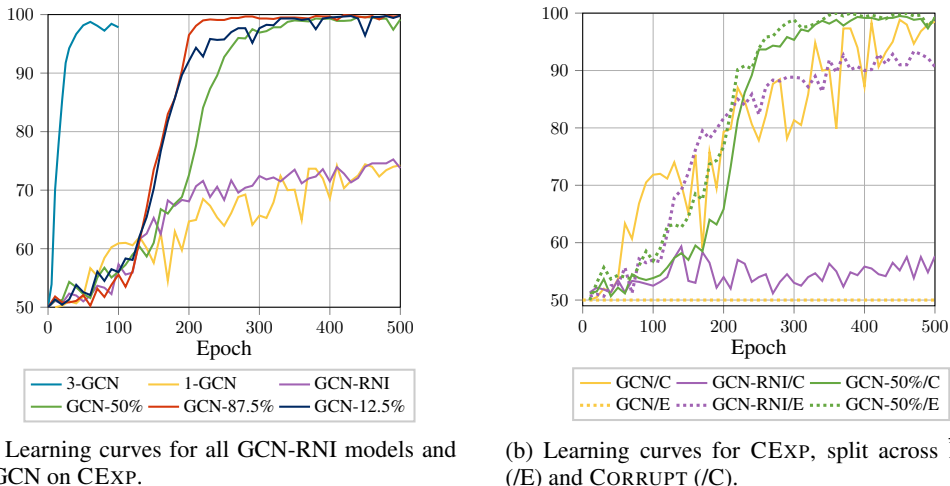 100
90
80
70
60
50
0 100 200 300 400 500
Epoch
3-GCN 1-GCN GCN-RNI
GCN-50% GCN-87.5% GCN-12.5%
Learning curves for all GCN-RNI models and
GCN on CEXP.
100
90
80
70
60
50
0 100 200 300 400 500
Epoch
GCN/C GCN-RNI/C GCN-50%/C
GCN/E GCN-RNI/E GCN-50%/E
(b) Learning curves for CEXP, split across
(/E) and CORRUPT (/C).